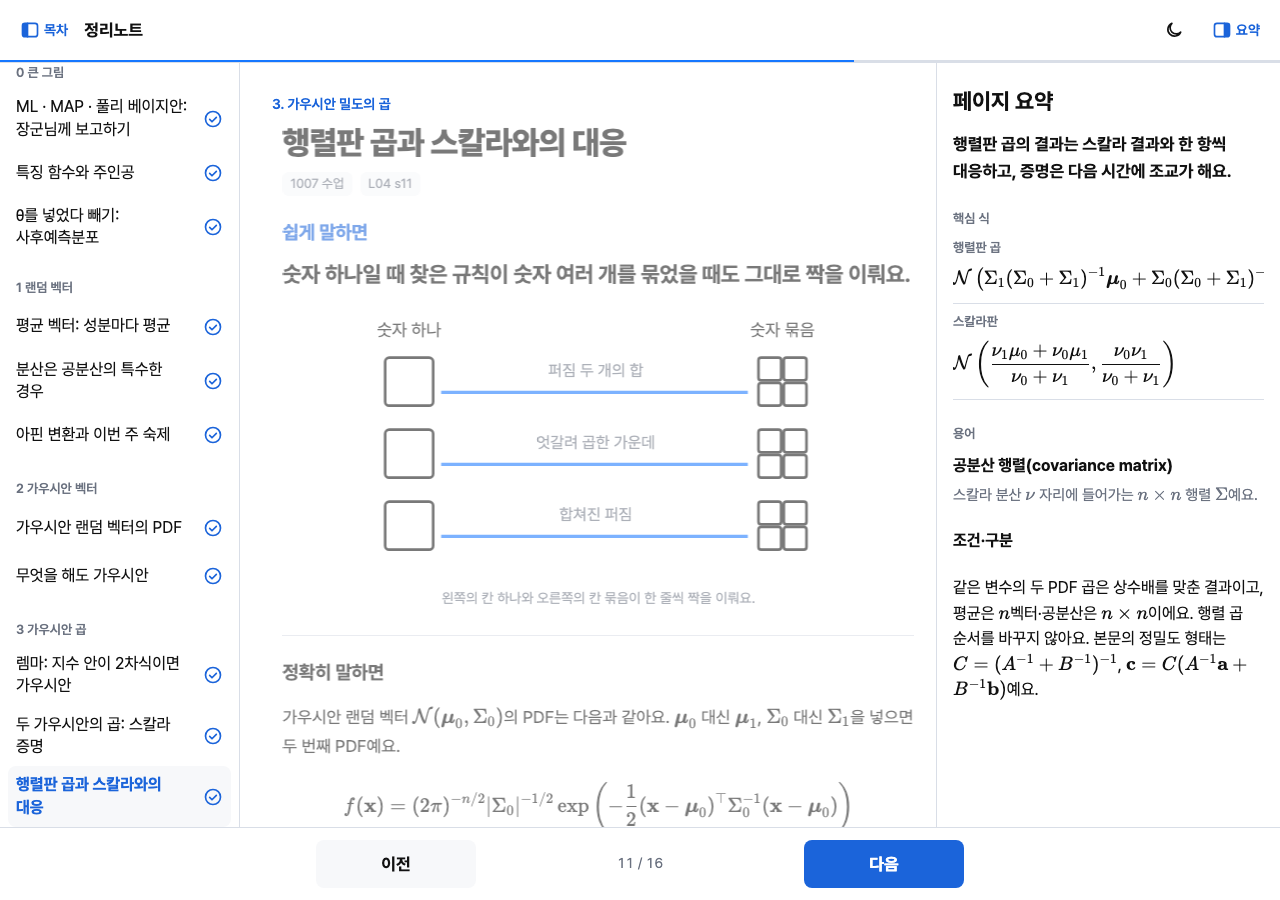 목차 정리노트 요약
0 큰 그림
ML · MAP · 풀리 베이지안:
장군님께 보고하기
특징 함수와 주인공
θ를 넣었다 빼기:
사후예측분포
1 랜덤 벡터
평균 벡터: 성분마다 평균
분산은 공분산의 특수한
경우
아핀 변환과 이번 주 숙제
2 가우시안 벡터
가우시안 랜덤 벡터의 PDF
무엇을 해도 가우시안
3 가우시안 곱
렘마: 지수 안이 2차식이면
가우시안
두 가우시안의 곱: 스칼라
증명
행렬판 곱과 스칼라와의
대응
3. 가우시안 밀도의 곱
행렬판 곱과 스칼라와의 대응
1007 수업 L04 s11
쉽게 말하면
숫자 하나일 때 찾은 규칙이 숫자 여러 개를 묶었을 때도 그대로 짝을 이뤄요.
숫자 하나 숫자 묶음
퍼짐 두 개의 합
엇갈려 곱한 가운데
합쳐진 퍼짐
왼쪽의 칸 하나와 오른쪽의 칸 묶음이 한 줄씩 짝을 이뤄요.
정확히 말하면
가우시안 랜덤 벡터 𝒩(μ₀, Σ₀)의 PDF는 다음과 같아요. μ₀ 대신 μ₁, Σ₀ 대신 Σ₁을 넣으면
두 번째 PDF예요.
f(x) = (2π)^{−n/2}|Σ₀|^{−1/2} exp(−1/2(x − μ₀)^⊤Σ₀^{−1}(x − μ₀))
페이지 요약
행렬판 곱의 결과는 스칼라 결과와 한 항씩
대응하고, 증명은 다음 시간에 조교가 해요.
핵심 식
행렬판 곱
𝒩(Σ₁(Σ₀ + Σ₁)^{−1}μ₀ + Σ₀(Σ₀ + Σ₁)^−
스칼라판
𝒩((ν₁μ₀ + ν₀μ₁)/(ν₀ + ν₁), ν₀ν₁/(ν₀ + ν₁))
용어
공분산 행렬(covariance matrix)
스칼라 분산 ν 자리에 들어가는 n × n 행렬 Σ예요.
조건·구분
같은 변수의 두 PDF 곱은 상수배를 맞춘 결과이고,
평균은 n벡터·공분산은 n × n이에요. 행렬 곱
순서를 바꾸지 않아요. 본문의 정밀도 형태는
C = (A^{−1} + B^{−1})^{−1}, c = C(A^{−1}a +
B^{−1}b)예요.
이전 11 / 16 다음